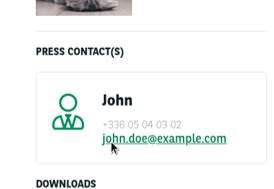 PRESS CONTACT(S)
John
+336 05 04 03 02
john.doe@example.com
DOWNLOADS